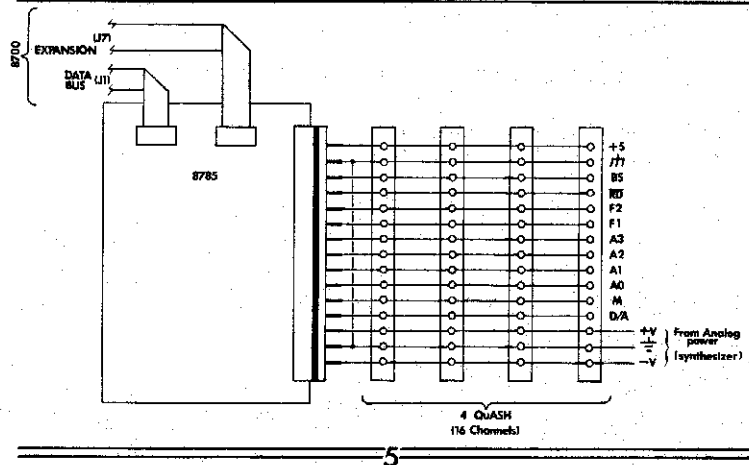 8700
(J7)
EXPANSION
DATA (J1)
BUS
8785
+5
BS
RD
F2
F1
A3
A2
A1
A0
M
D/A
+V
−V
From Analog
power
(synthesizer)
4 QuASH
(16 Channels)
5